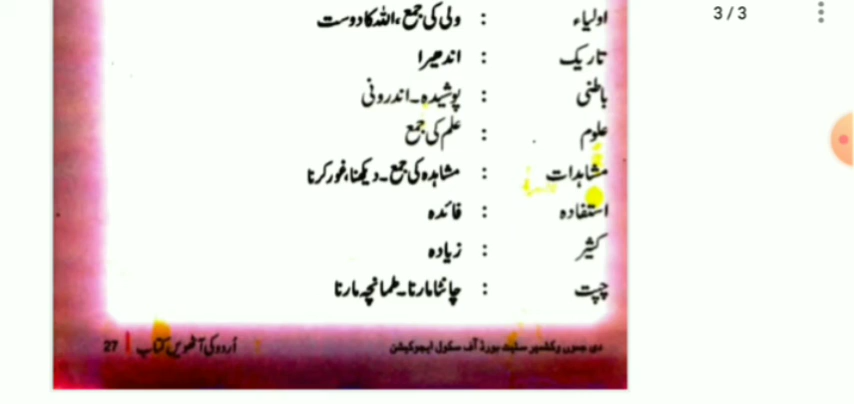 3 / 3
اولیاء : ولی کی جمع، اللہ کا دوست
تاریک : اندھیرا
باطنی : پوشیدہ۔ اندرونی
علوم : علم کی جمع
مشاہدات : مشاہدہ کی جمع۔ دیکھنا، غور کرنا
استفادہ : فائدہ
کثیر : زیادہ
چپت : چانٹا مارنا۔ طمانچہ مارنا
دی جموں وکشمیر سٹیٹ بورڈ آف سکول ایجوکیشن
اُردو کی آٹھویں کتاب | 27